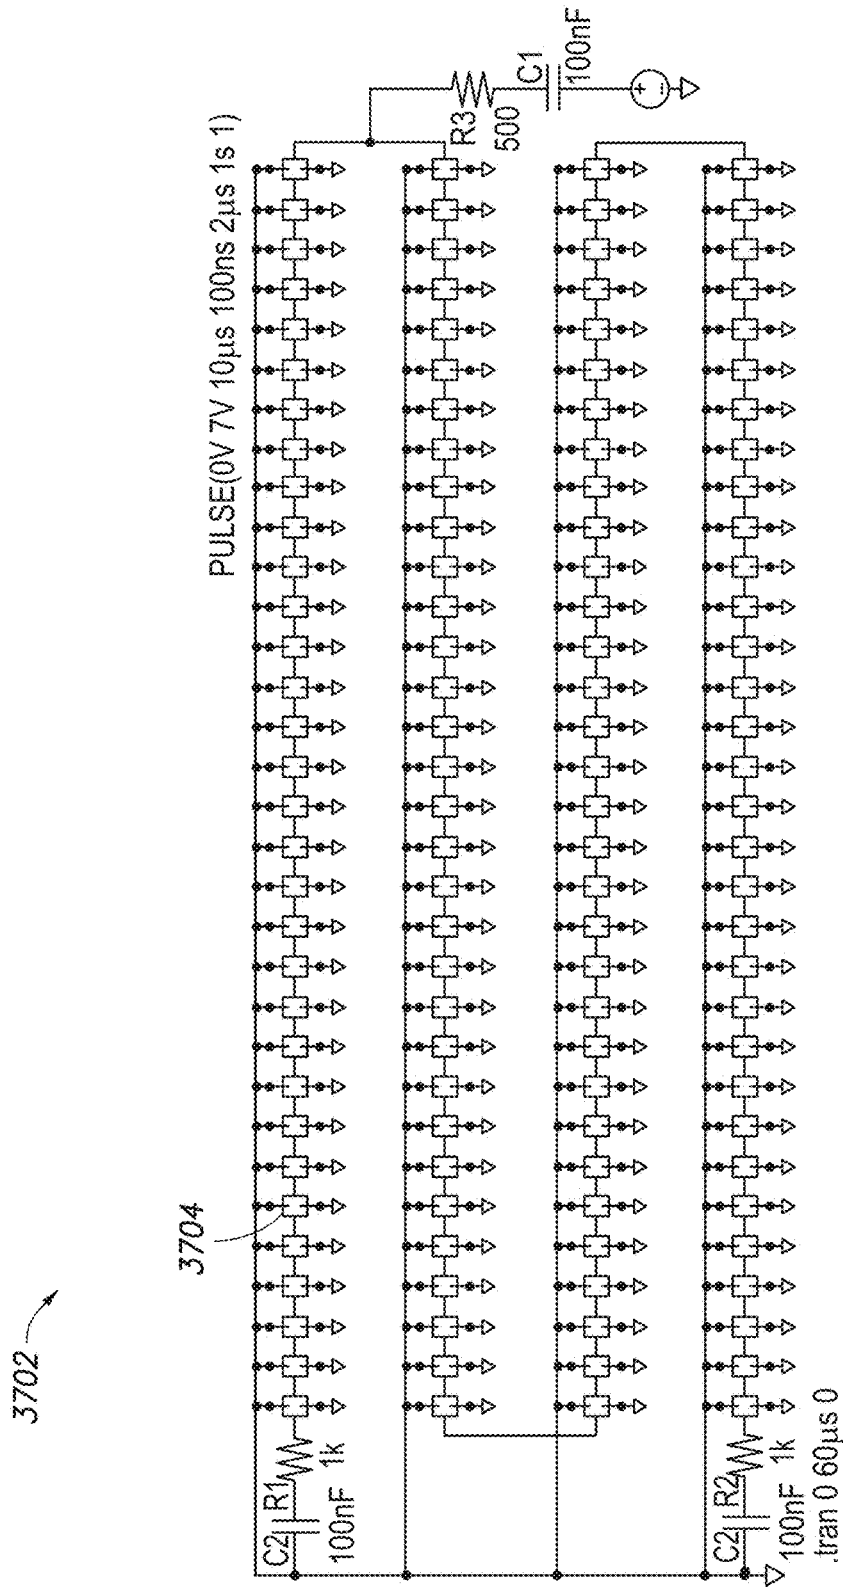 3702
3704
PULSE(0V 7V 10µs 100ns 2µs 1s 1)
R3
500
C1
100nF
C2
R1
100nF
1k
C2
R2
100nF
1k
.tran 0 60µs 0